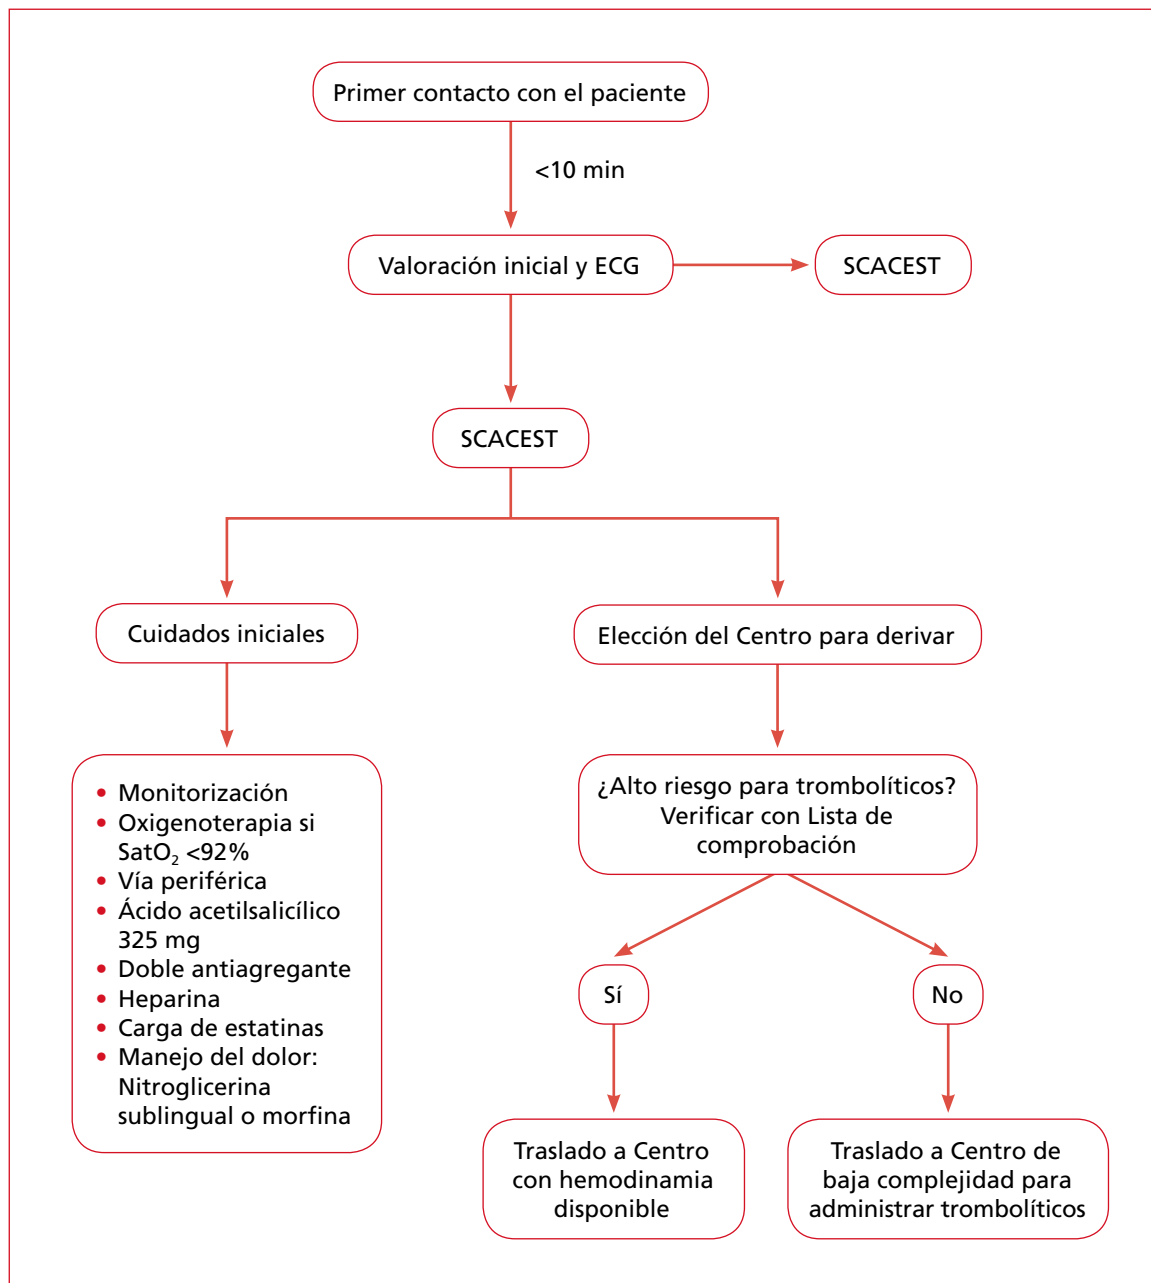 Primer contacto con el paciente
<10 min
Valoración inicial y ECG
SCACEST
SCACEST
Cuidados iniciales
Elección del Centro para derivar
• Monitorización
• Oxigenoterapia si
SatO₂ <92%
• Vía periférica
• Ácido acetilsalicílico
325 mg
• Doble antiagregante
• Heparina
• Carga de estatinas
• Manejo del dolor:
Nitroglicerina
sublingual o morfina
¿Alto riesgo para trombolíticos?
Verificar con Lista de
comprobación
Sí
No
Traslado a Centro
con hemodinamia
disponible
Traslado a Centro de
baja complejidad para
administrar trombolíticos